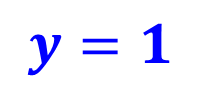 y = 1